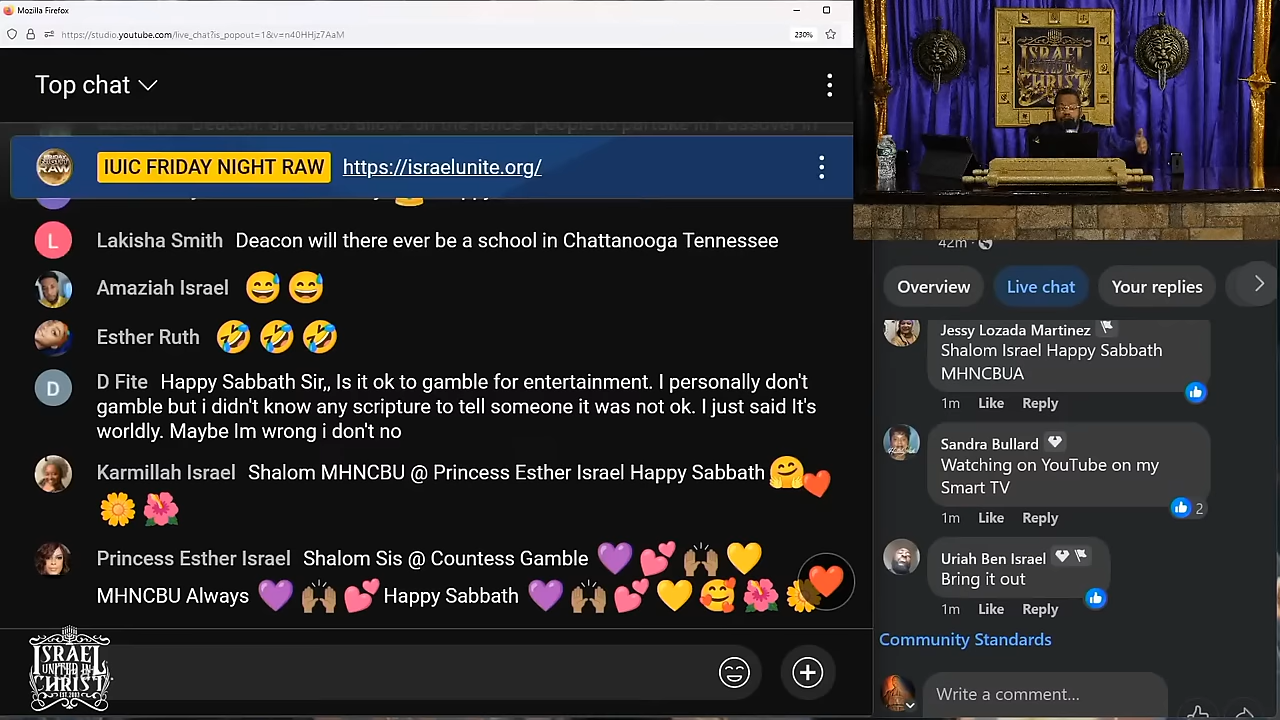 Mozilla Firefox
https://studio.youtube.com/live_chat?is_popout=1&v=n40HHjz7AaM
230%
Top chat
IUIC FRIDAY NIGHT RAW https://israelunite.org/
Lakisha Smith Deacon will there ever be a school in Chattanooga Tennessee
Amaziah Israel 😅😅
Esther Ruth 🤣🤣🤣
D
D Fite Happy Sabbath Sir,, Is it ok to gamble for entertainment. I personally don't
gamble but i didn't know any scripture to tell someone it was not ok. I just said It's
worldly. Maybe Im wrong i don't no
Karmillah Israel Shalom MHNCBU @ Princess Esther Israel Happy Sabbath 🤗❤️
🌼🌺
Princess Esther Israel Shalom Sis @ Countess Gamble 💜💕🙌🏽💛
MHNCBU Always 💜🙌🏽💕 Happy Sabbath 💜🙌🏽💕💛🥰🌺🌼
L
ISRAEL
UNITED IN
CHRIST
EST. 2003
ISRAEL
UNITED IN
CHRIST
42m
Overview
Live chat
Your replies
Jessy Lozada Martinez
Shalom Israel Happy Sabbath
MHNCBUA
1m Like Reply
Sandra Bullard
Watching on YouTube on my
Smart TV
1m Like Reply 2
Uriah Ben Israel
Bring it out
1m Like Reply
Community Standards
Write a comment...